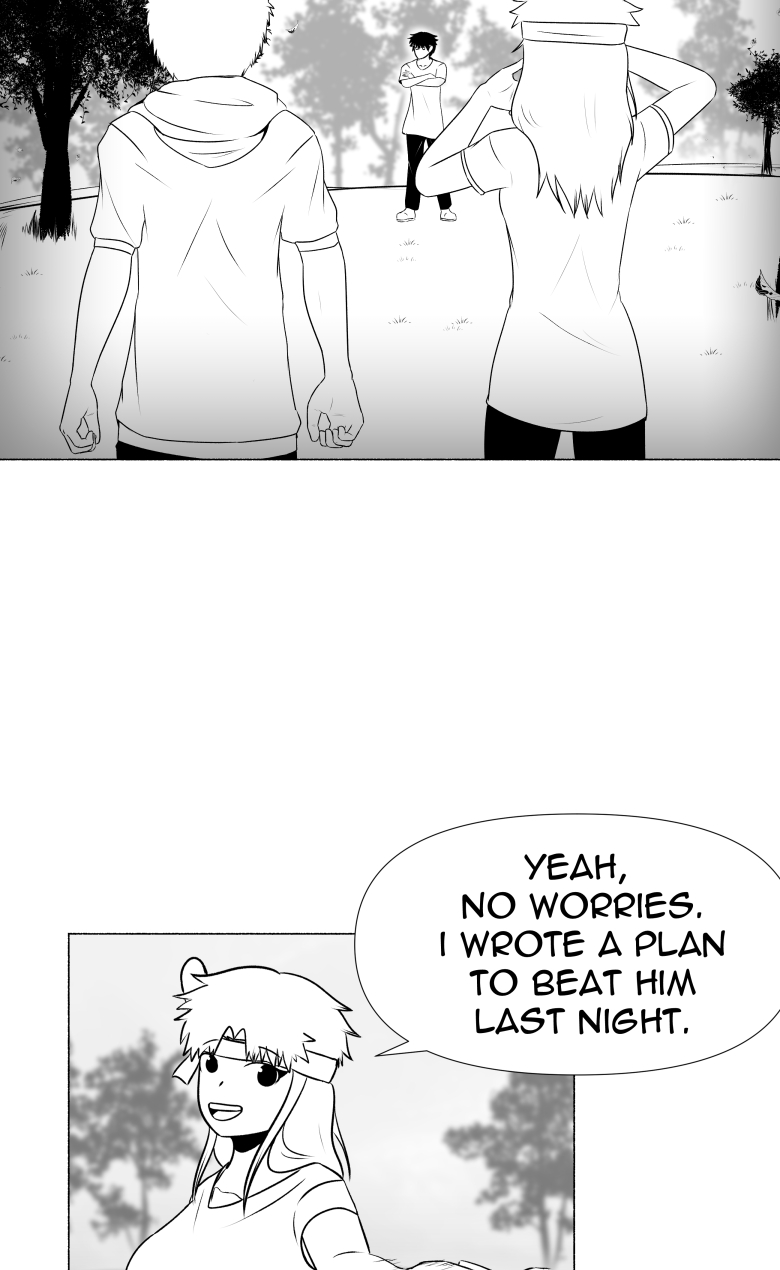 YEAH,
NO WORRIES.
I WROTE A PLAN
TO BEAT HIM
LAST NIGHT.